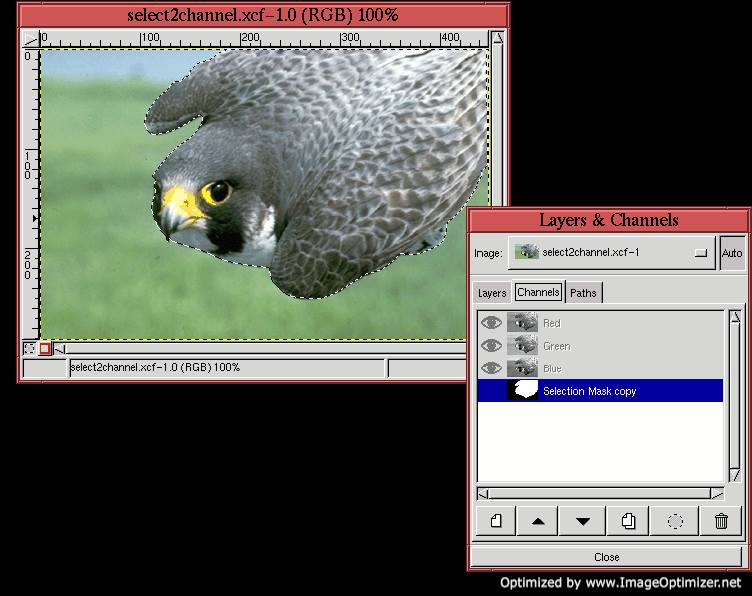 select2channel.xcf-1.0 (RGB) 100%
0 100 200 300 400
0
100
200
select2channel.xcf-1.0 (RGB) 100%
Layers & Channels
Image: select2channel.xcf-1 Auto
Layers Channels Paths
Red
Green
Blue
Selection Mask copy
Close
Optimized by www.ImageOptimizer.net